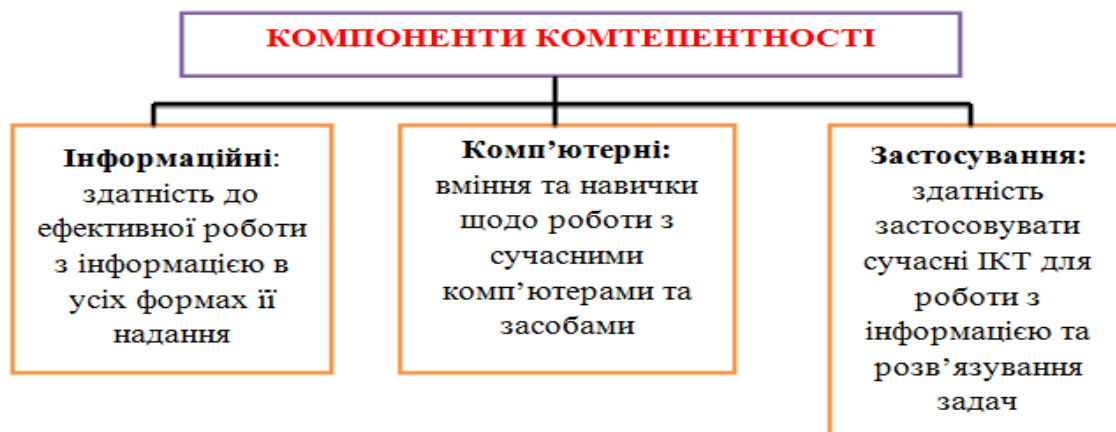 КОМПОНЕНТИ КОМТЕПЕНТНОСТІ
Інформаційні:
здатність до
ефективної роботи
з інформацією в
усіх формах її
надання
Комп’ютерні:
вміння та навички
щодо роботи з
сучасними
комп’ютерами та
засобами
Застосування:
здатність
застосовувати
сучасні ІКТ для
роботи з
інформацією та
розв’язування
задач